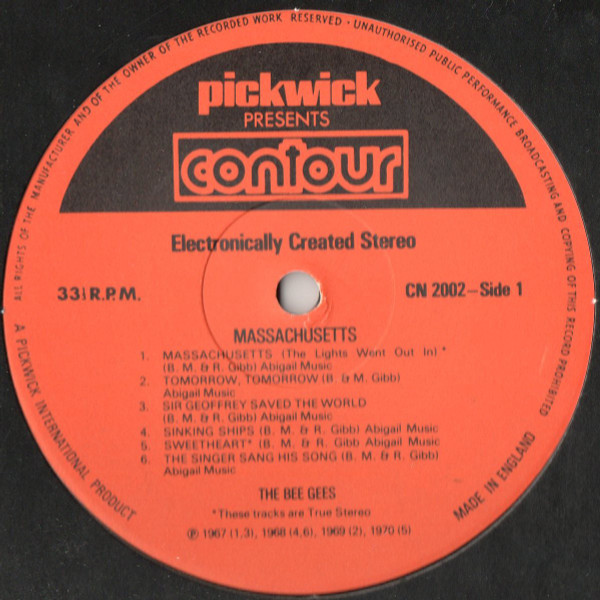 ALL RIGHTS OF THE MANUFACTURER AND OF THE OWNER OF THE RECORDED WORK RESERVED · UNAUTHORISED PUBLIC PERFORMANCE BROADCASTING AND COPYING OF THIS RECORD PROHIBITED
pickwick
PRESENTS
contour
Electronically Created Stereo
33⅓ R.P.M.
CN 2002–Side 1
MASSACHUSETTS
1. MASSACHUSETTS (The Lights Went Out In) *
(B. M. & R. Gibb) Abigail Music
2. TOMORROW, TOMORROW (B. & M. Gibb)
Abigail Music
3. SIR GEOFFREY SAVED THE WORLD
(B. M. & R. Gibb) Abigail Music
4. SINKING SHIPS (B. M. & R. Gibb) Abigail Music
5. SWEETHEART* (B. M. & R. Gibb Abigail Music
6. THE SINGER SANG HIS SONG (B. M. & R. Gibb)
Abigail Music
THE BEE GEES
*These tracks are True Stereo
℗ 1967 (1,3), 1968 (4,6), 1969 (2), 1970 (5)
A PICKWICK INTERNATIONAL PRODUCT
MADE IN ENGLAND